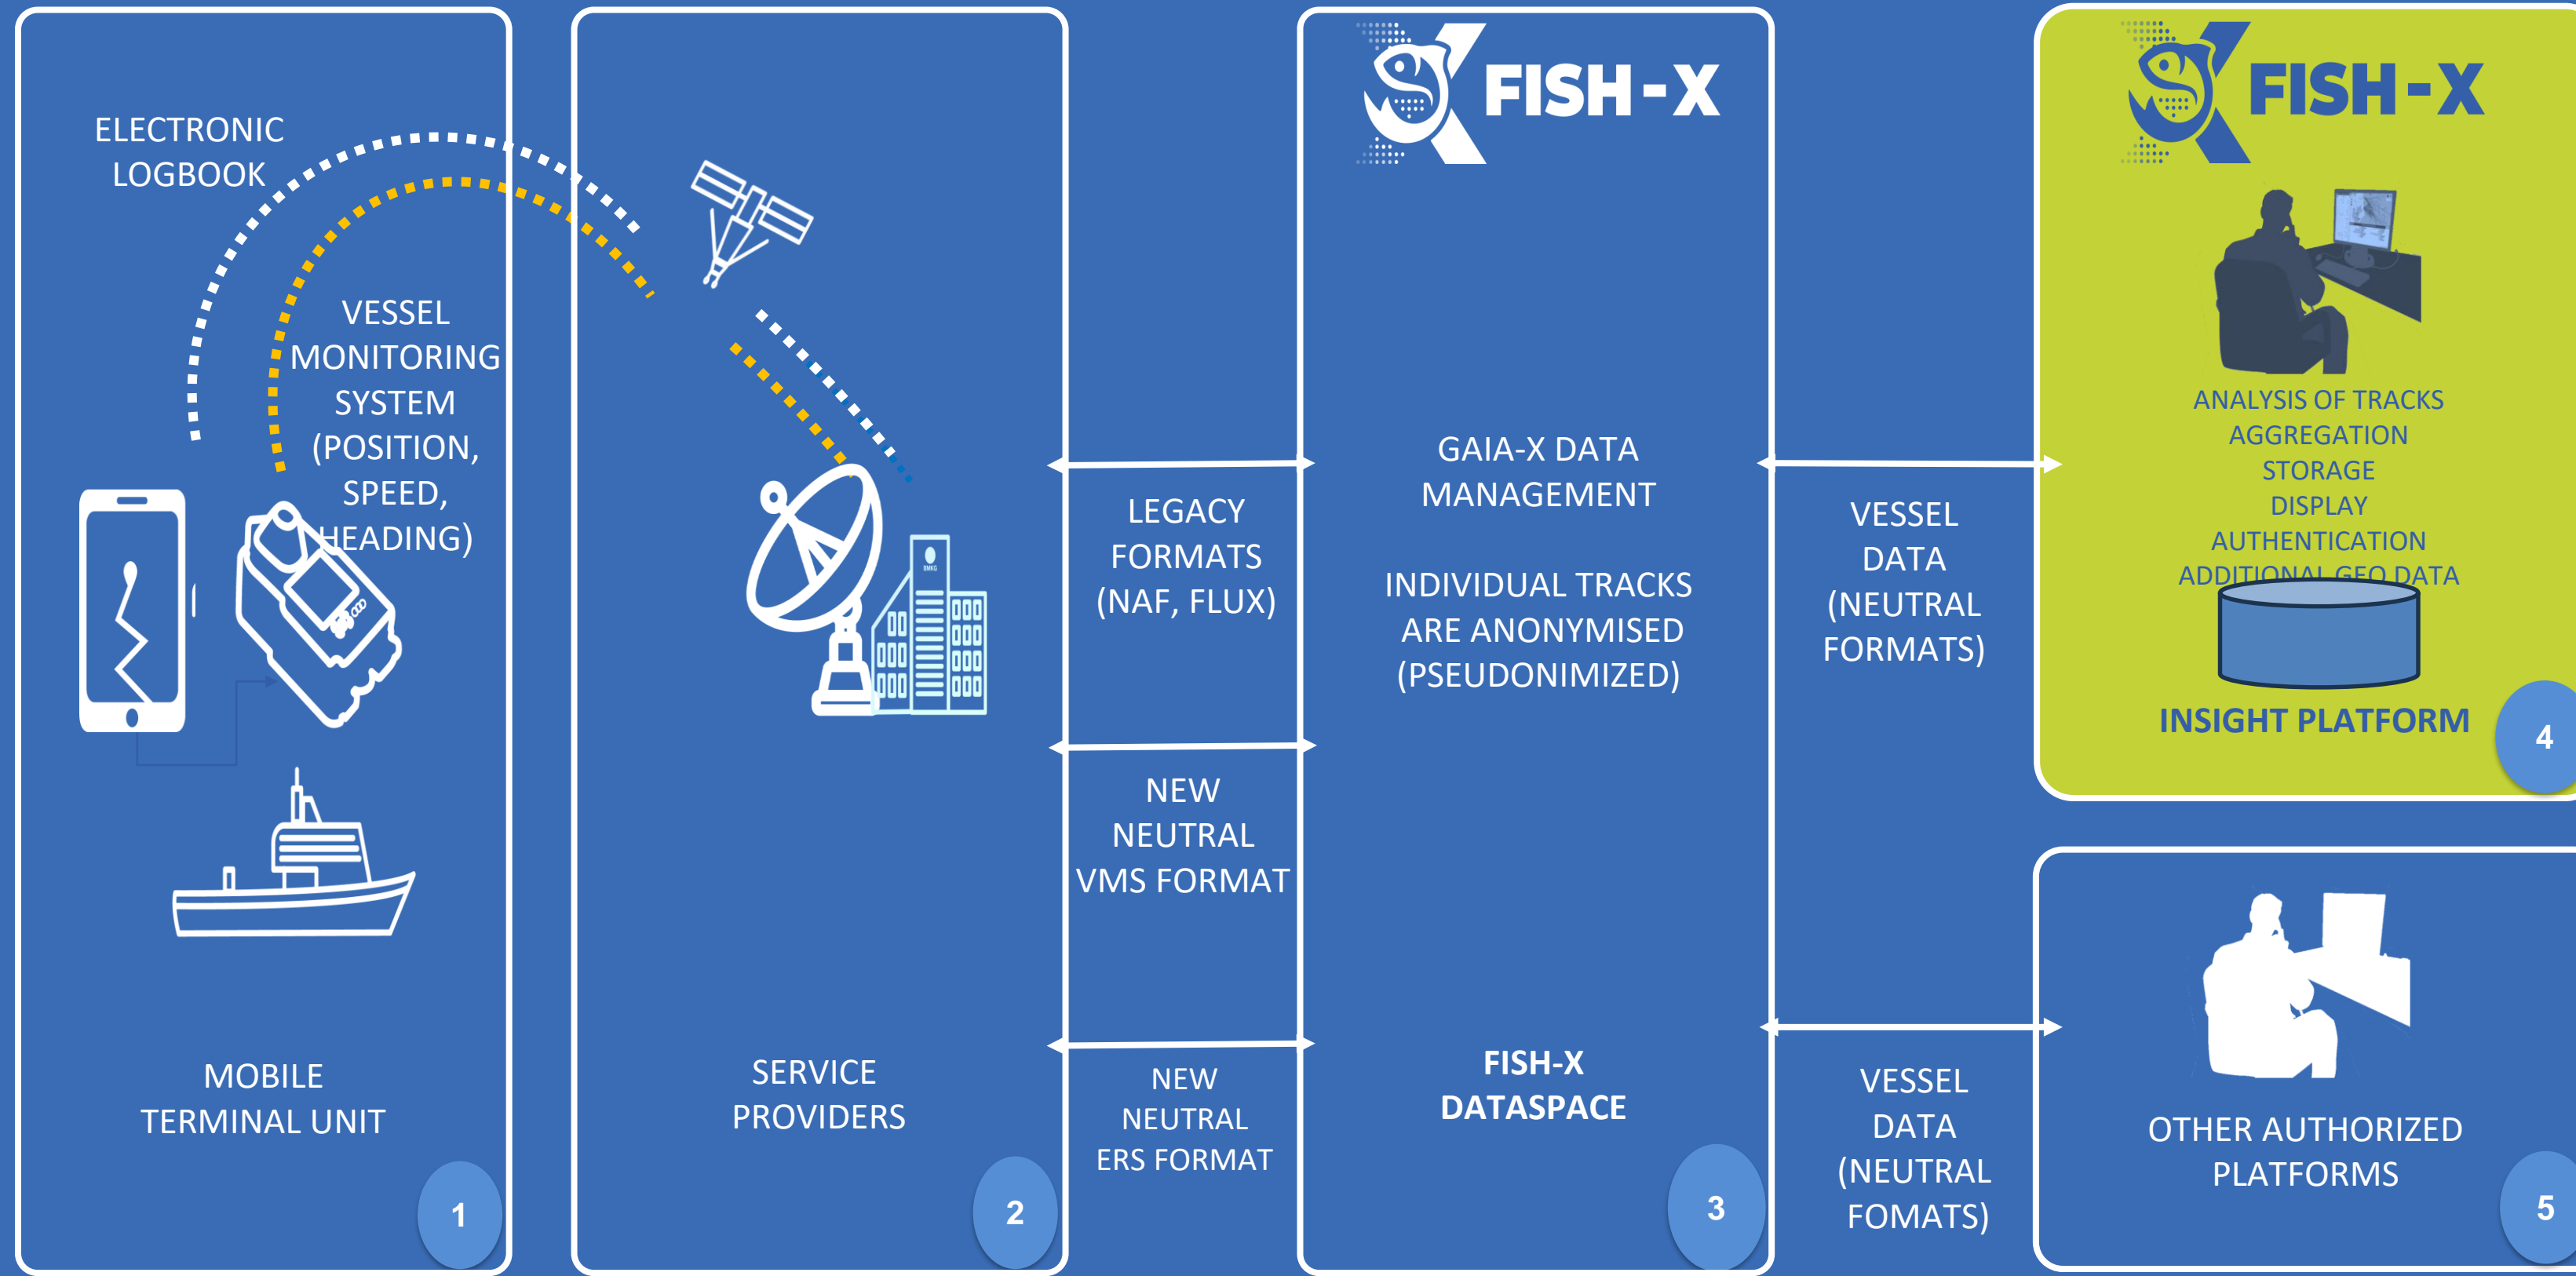 ELECTRONIC
LOGBOOK
VESSEL
MONITORING
SYSTEM
(POSITION,
SPEED,
HEADING)
MOBILE
TERMINAL UNIT
1
BMKG
SERVICE
PROVIDERS
2
LEGACY
FORMATS
(NAF, FLUX)
NEW
NEUTRAL
VMS FORMAT
NEW
NEUTRAL
ERS FORMAT
FISH-X
GAIA-X DATA
MANAGEMENT
INDIVIDUAL TRACKS
ARE ANONYMISED
(PSEUDONIMIZED)
FISH-X
DATASPACE
3
VESSEL
DATA
(NEUTRAL
FORMATS)
VESSEL
DATA
(NEUTRAL
FOMATS)
FISH-X
ANALYSIS OF TRACKS
AGGREGATION
STORAGE
DISPLAY
AUTHENTICATION
ADDITIONAL GEO DATA
INSIGHT PLATFORM
4
OTHER AUTHORIZED
PLATFORMS
5